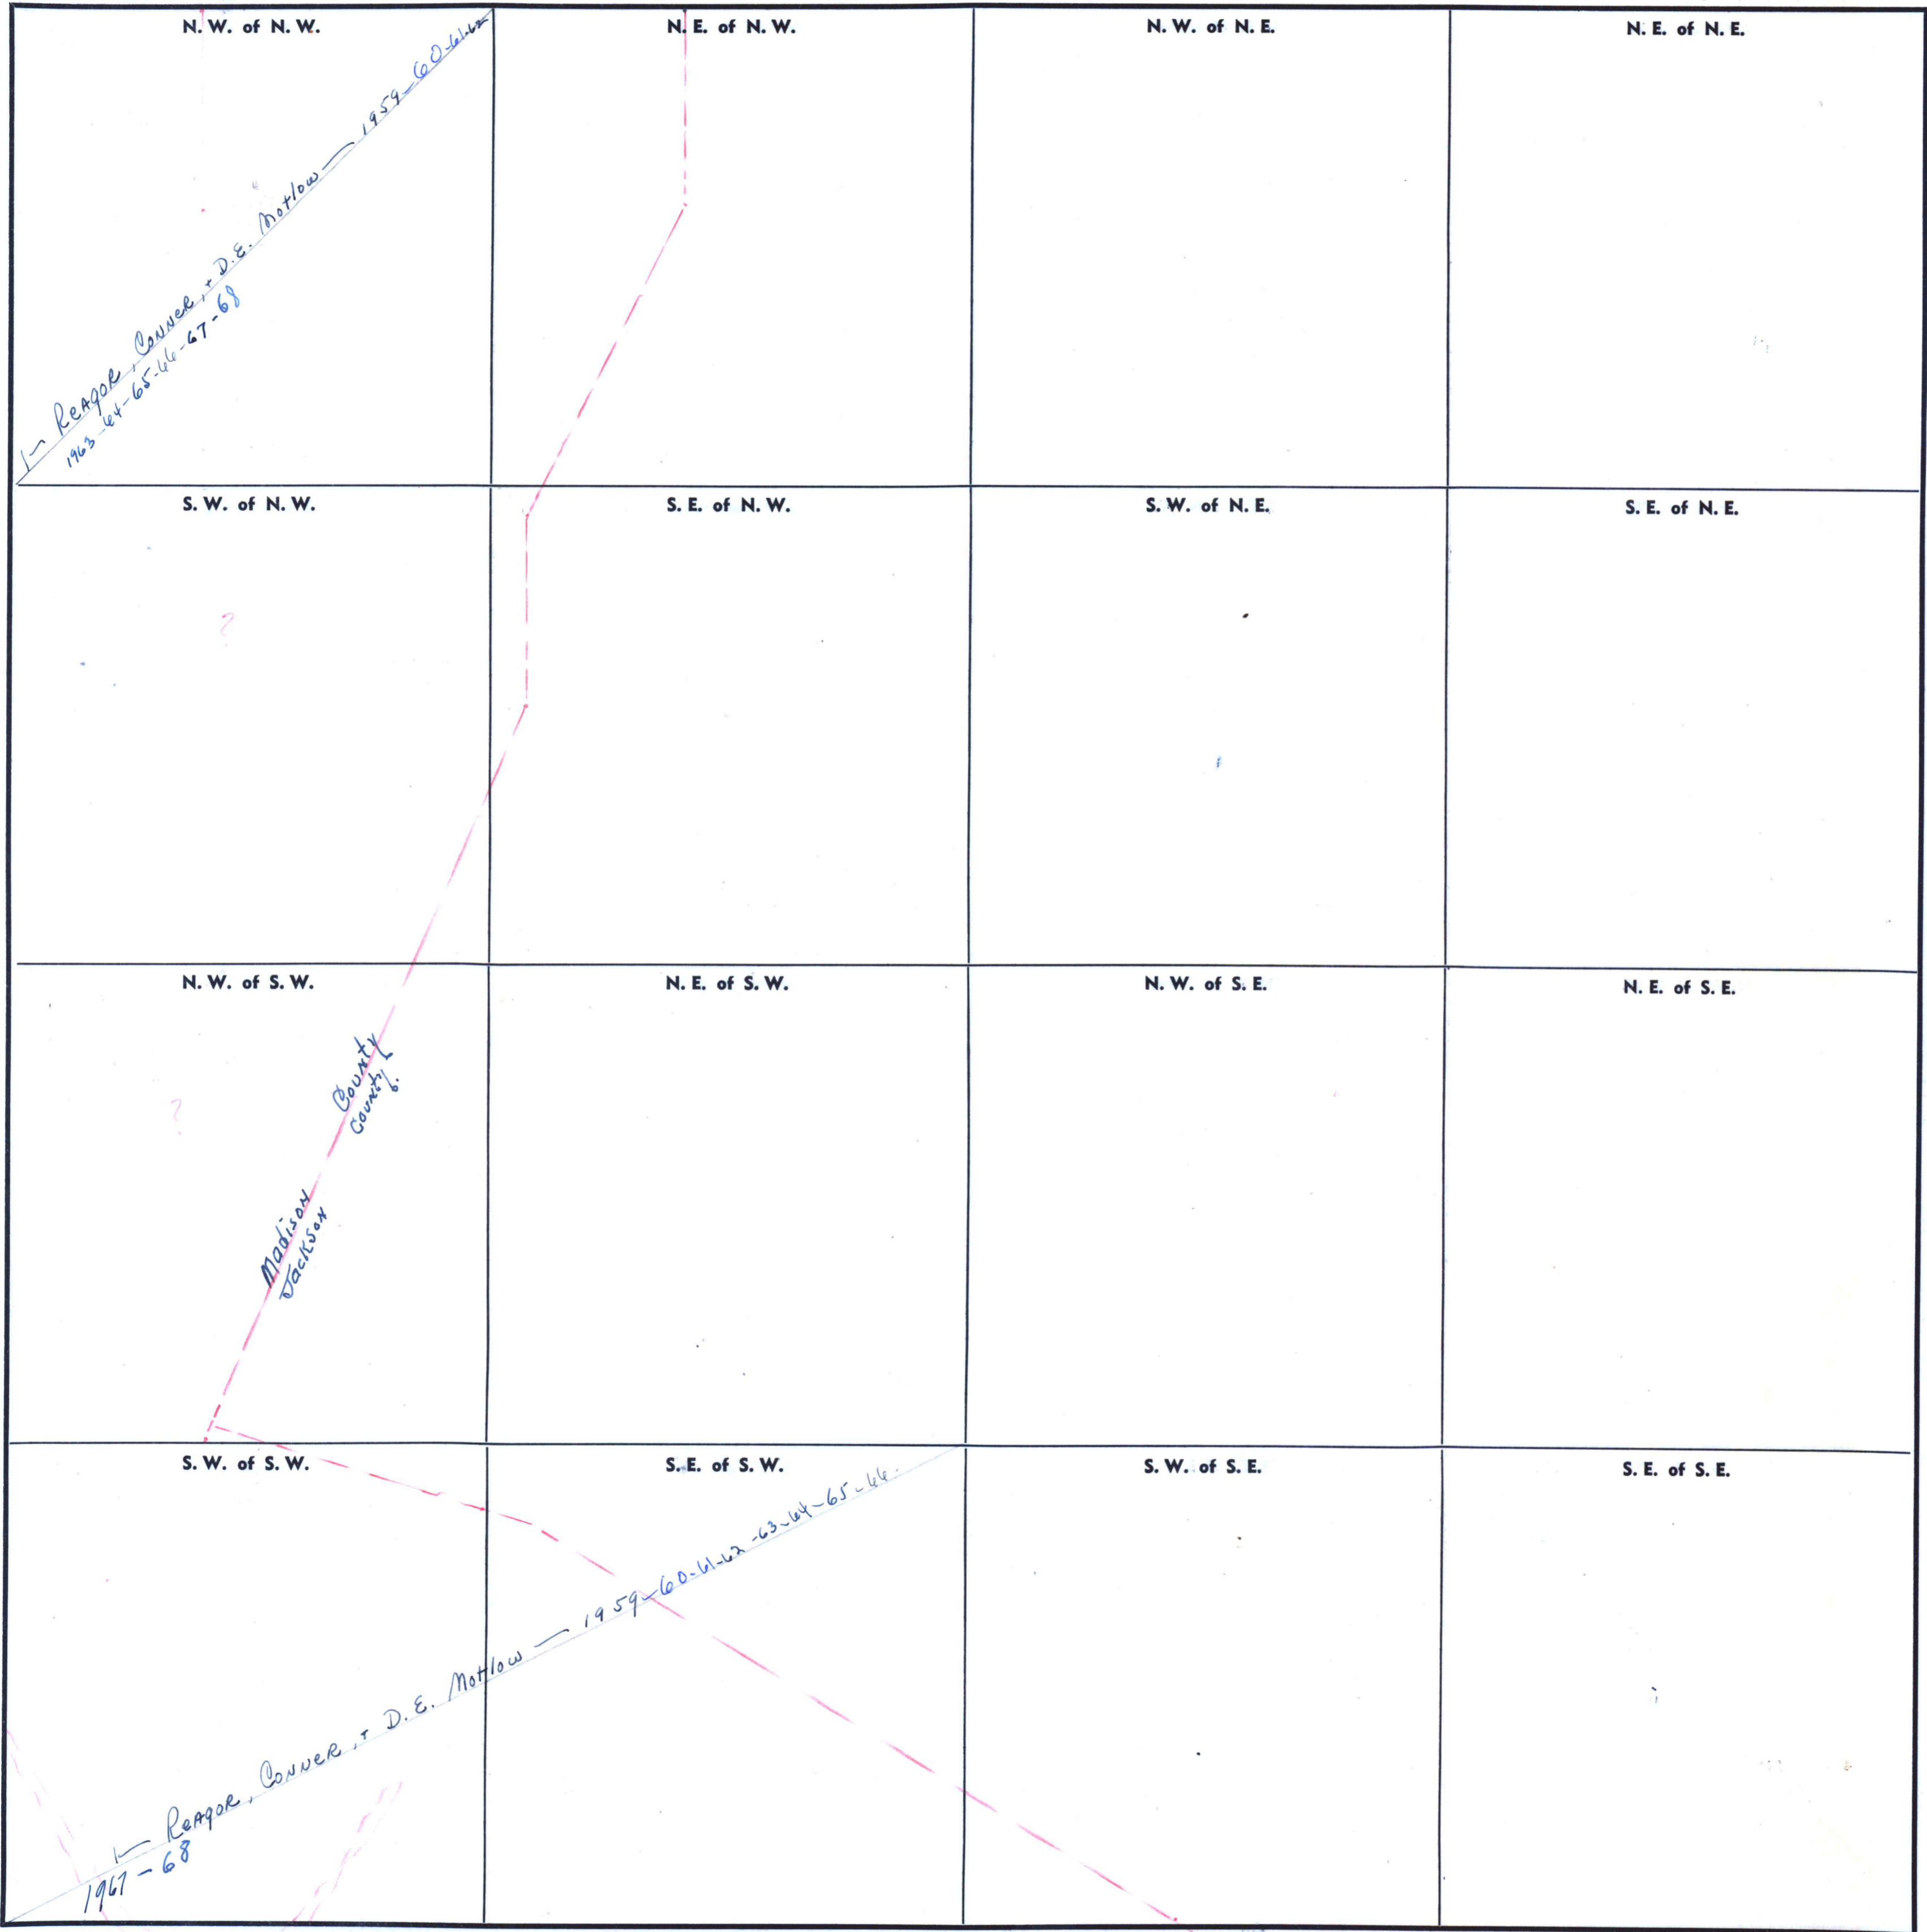 N. W. of N. W.
N. E. of N. W.
N. W. of N. E.
N. E. of N. E.
1— Reagor, Conner, + D.E. Motlow — 1959-60-61-62
1963-64-65-66-67-68
S. W. of N. W.
S. E. of N. W.
S. W. of N. E.
S. E. of N. E.
?
N. W. of S. W.
N. E. of S. W.
N. W. of S. E.
N. E. of S. E.
?
Madison County
Jackson County.
S. W. of S. W.
S. E. of S. W.
S. W. of S. E.
S. E. of S. E.
1— Reagor, Conner, + D.E. Motlow — 1959-60-61-62-63-64-65-66.
1967-68